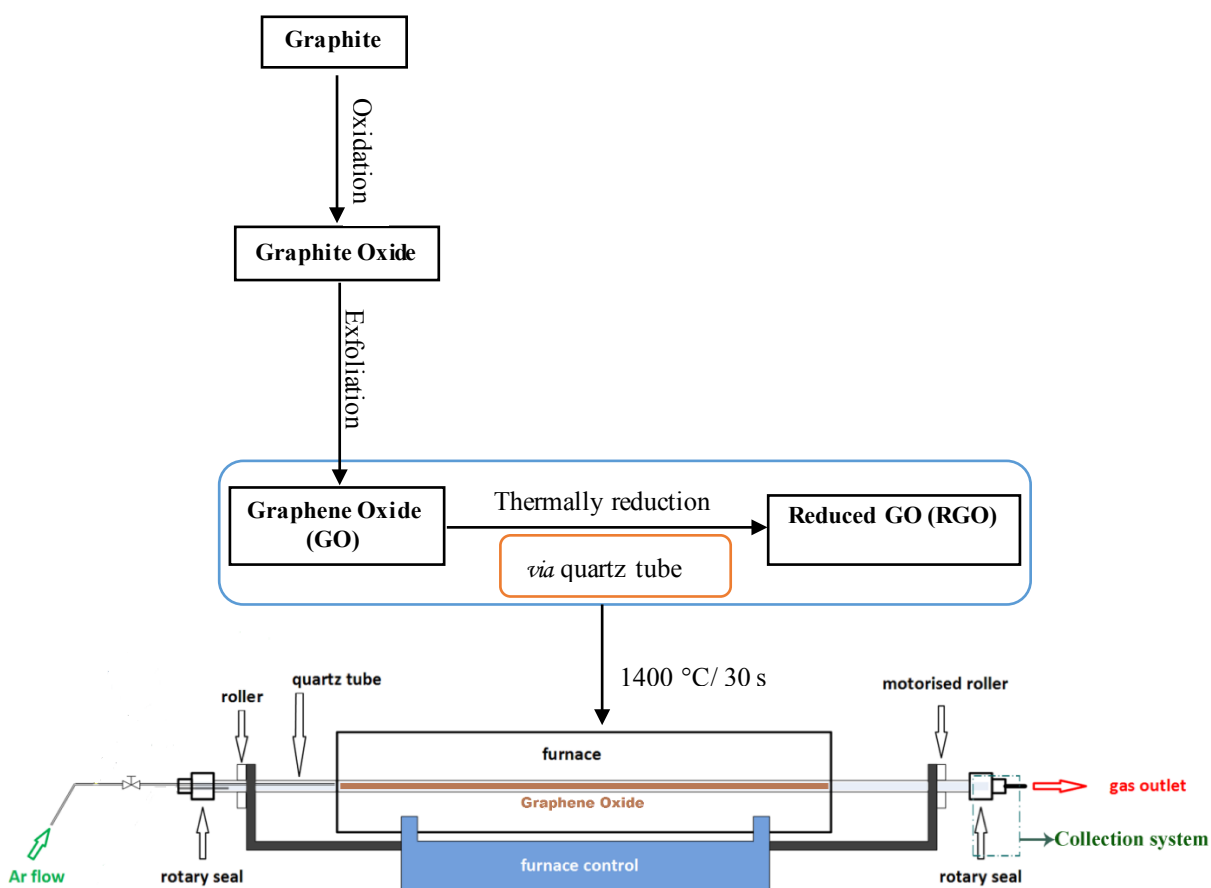 Graphite
Oxidation
Graphite Oxide
Exfoliation
Graphene Oxide
(GO)
Thermally reduction
via quartz tube
Reduced GO (RGO)
1400 °C/ 30 s
roller
quartz tube
motorised roller
furnace
Graphene Oxide
gas outlet
Collection system
furnace control
Ar flow
rotary seal
rotary seal